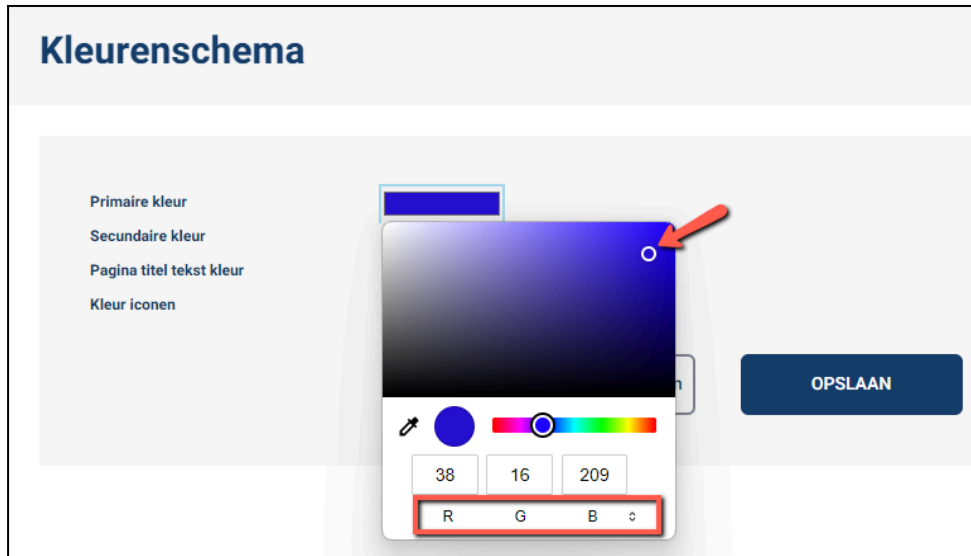 Kleurenschema
Primaire kleur
Secundaire kleur
Pagina titel tekst kleur
Kleur iconen
n
OPSLAAN
38 16 209
R G B